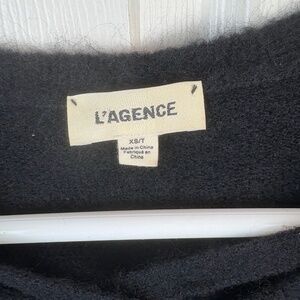 L'AGENCE
XS/T
Made in China
Fabriqué en
Chine